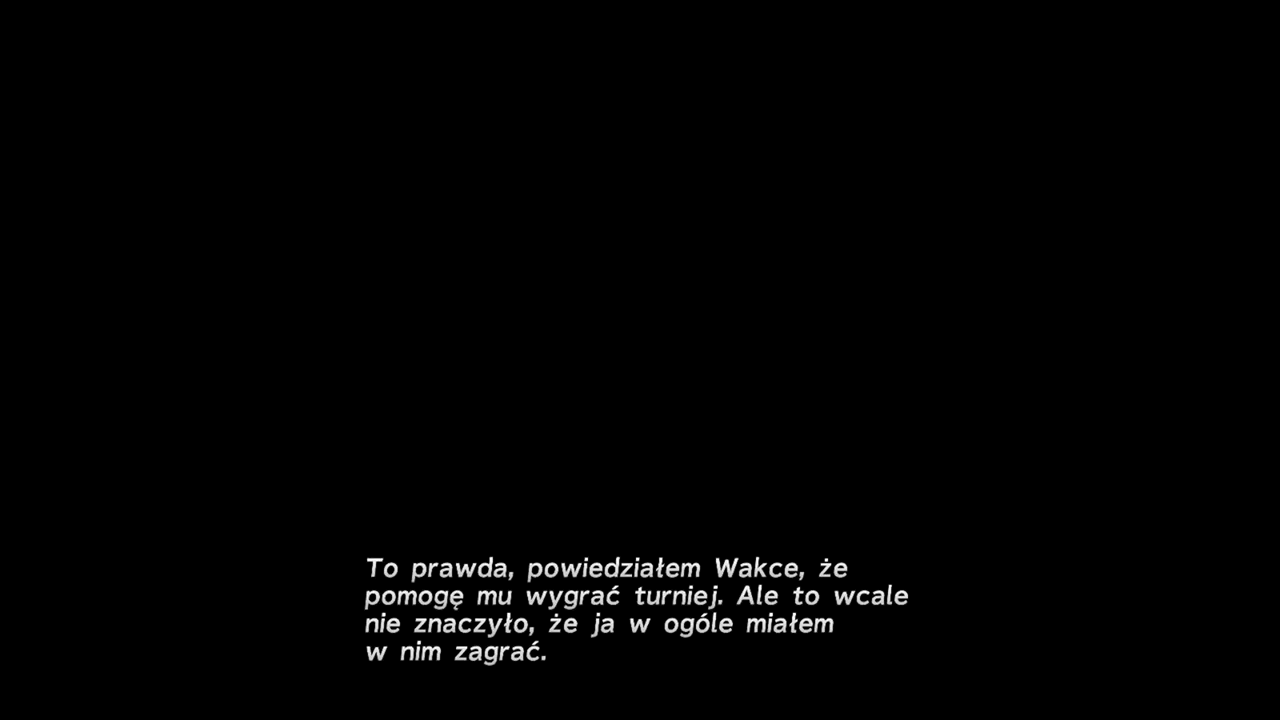 To prawda, powiedziałem Wakce, że
pomogę mu wygrać turniej. Ale to wcale
nie znaczyło, że ja w ogóle miałem
w nim zagrać.